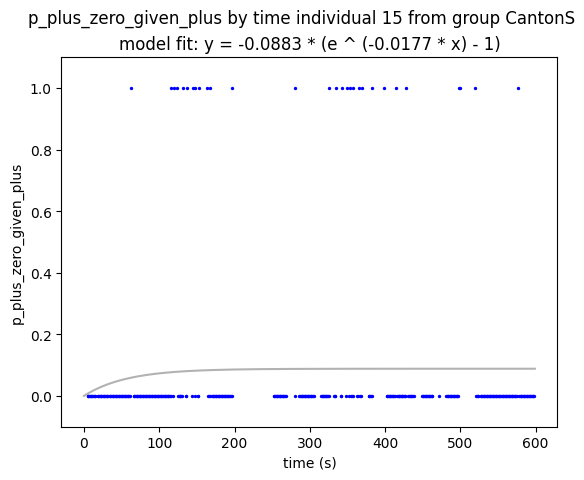 p_plus_zero_given_plus by time individual 15 from group CantonS
model fit: y = -0.0883 * (e ^ (-0.0177 * x) - 1)
1.0
0.8
0.6
0.4
0.2
0.0
p_plus_zero_given_plus
0 100 200 300 400 500 600
time (s)